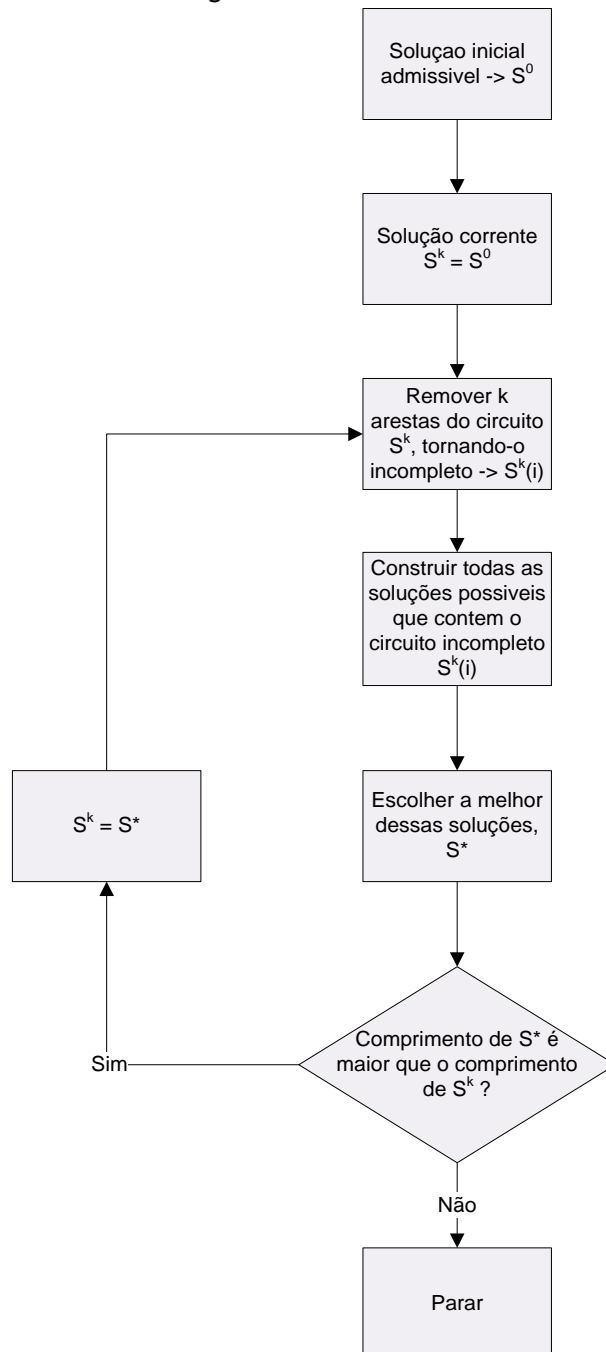 Soluçao inicial
admissivel -> S⁰
Solução corrente
Sᵏ = S⁰
Remover k
arestas do circuito
Sᵏ, tornando-o
incompleto -> Sᵏ(i)
Construir todas as
soluções possiveis
que contem o
circuito incompleto
Sᵏ(i)
Sᵏ = S*
Escolher a melhor
dessas soluções,
S*
Comprimento de S* é
maior que o comprimento
de Sᵏ ?
Sim
Não
Parar